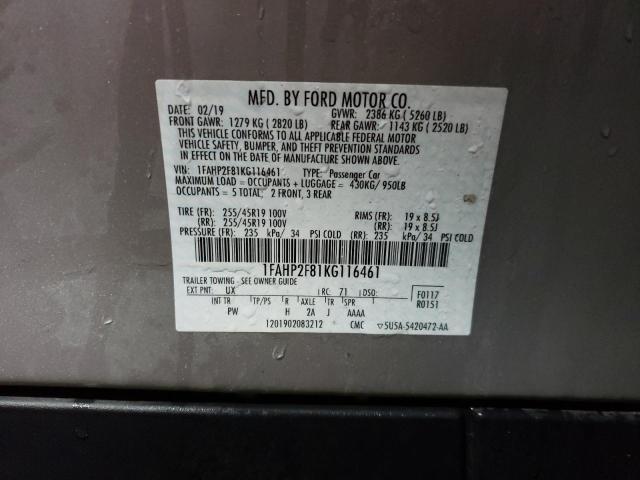 MFD. BY FORD MOTOR CO.
DATE: 02/19 GVWR: 2386 KG ( 5260 LB)
FRONT GAWR: 1279 KG ( 2820 LB) REAR GAWR: 1143 KG ( 2520 LB)
THIS VEHICLE CONFORMS TO ALL APPLICABLE FEDERAL MOTOR
VEHICLE SAFETY, BUMPER, AND THEFT PREVENTION STANDARDS
IN EFFECT ON THE DATE OF MANUFACTURE SHOWN ABOVE.
VIN: 1FAHP2F81KG116461 TYPE: Passenger Car
MAXIMUM LOAD = OCCUPANTS + LUGGAGE = 430KG/ 950LB
OCCUPANTS = 5 TOTAL, 2 FRONT, 3 REAR
TIRE (FR): 255/45R19 100V RIMS (FR): 19 x 8.5J
(RR): 255/45R19 100V (RR): 19 x 8.5J
PRESSURE (FR): 235 kPa/ 34 PSI COLD (RR): 235 kPa/ 34 PSI COLD
1FAHP2F81KG116461
TRAILER TOWING - SEE OWNER GUIDE
EXT PNT: UX RC: 71 DSO: F0117
INT TR TP/PS R AXLE TR SPR R0151
PW H 2A J AAAA
1201902083212 CMC ▽5U5A-5420472-AA